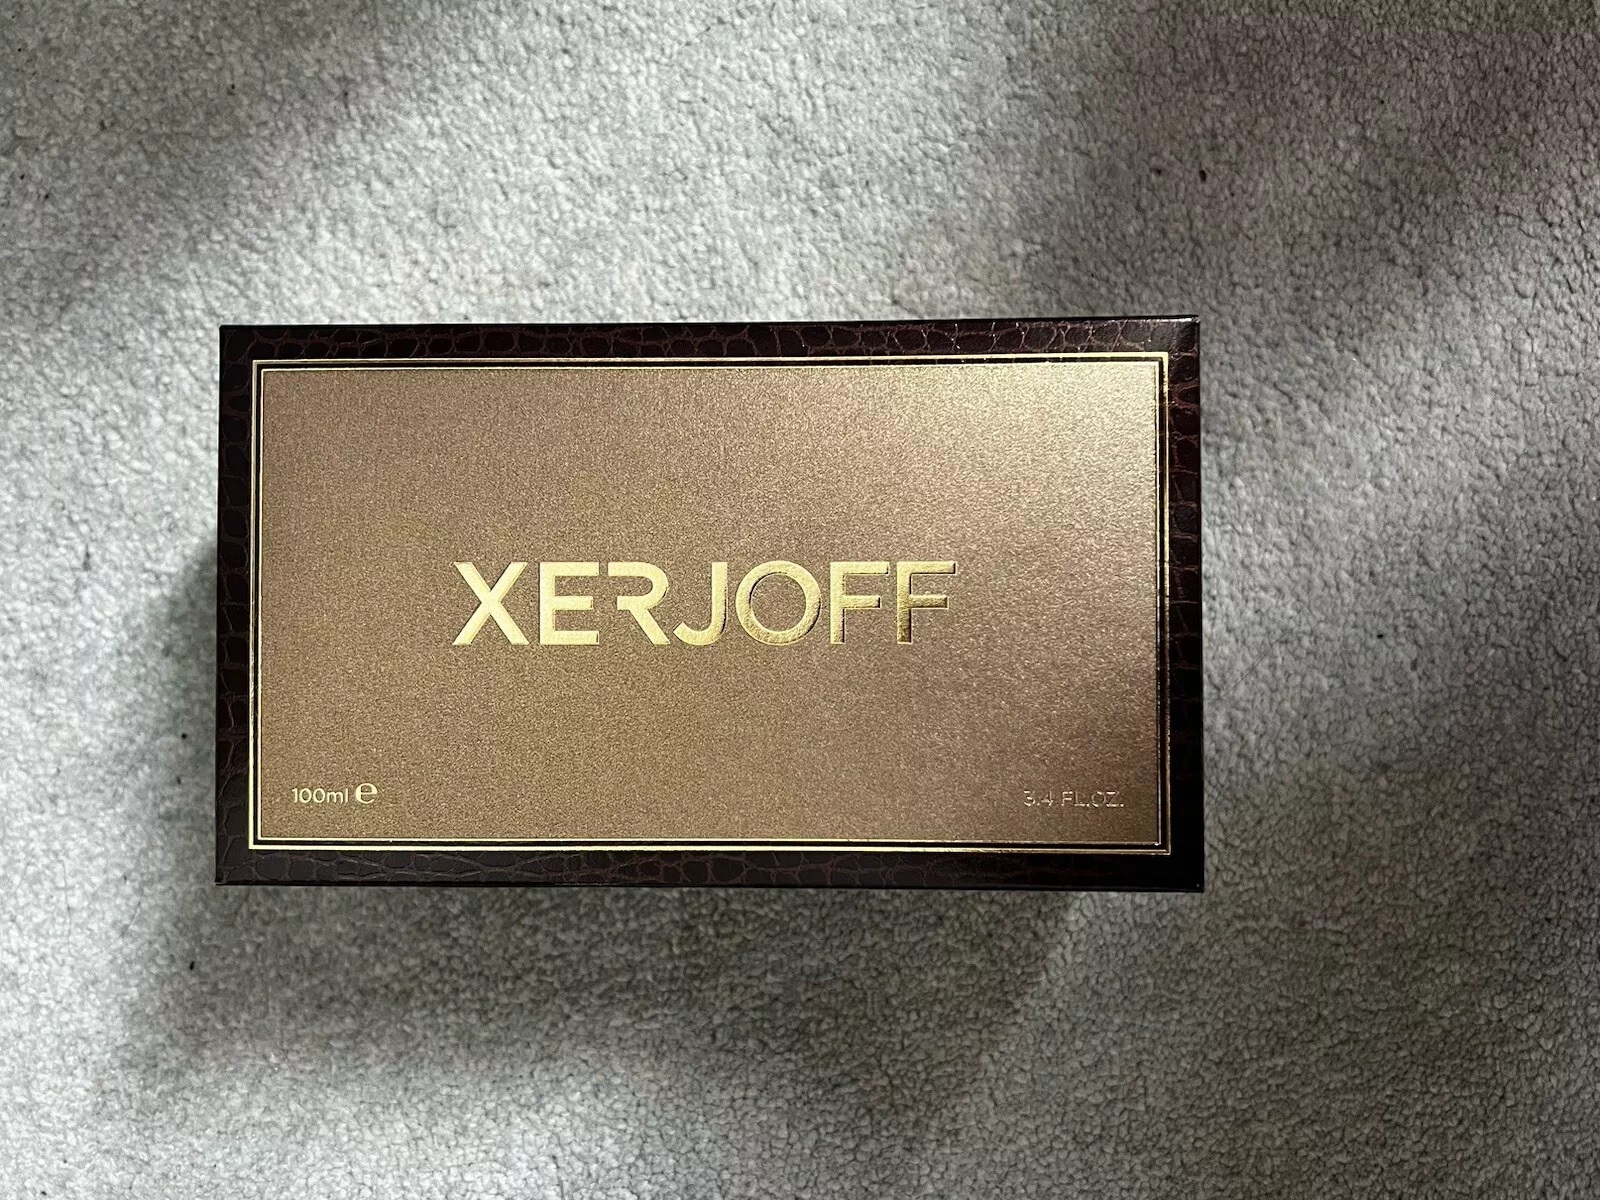 XERJOFF
100ml ℮
3.4 FL.OZ.